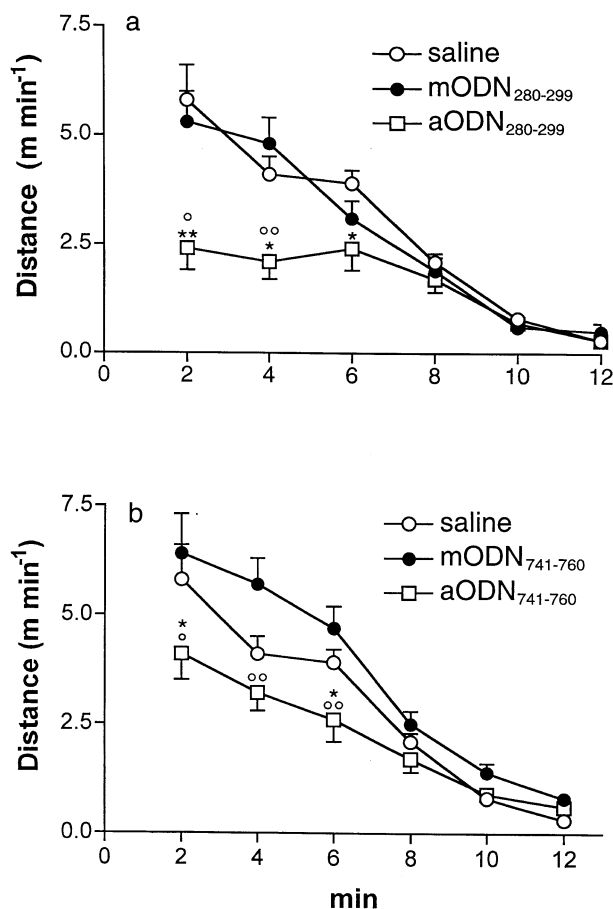 a
7.5
5.0
2.5
0.0
Distance (m min⁻¹)
saline
mODN₂₈₀₋₂₉₉
aODN₂₈₀₋₂₉₉
° °°
** * *
0 2 4 6 8 10 12
b
7.5
5.0
2.5
0.0
Distance (m min⁻¹)
saline
mODN₇₄₁₋₇₆₀
aODN₇₄₁₋₇₆₀
* *
° °° °°
0 2 4 6 8 10 12
min